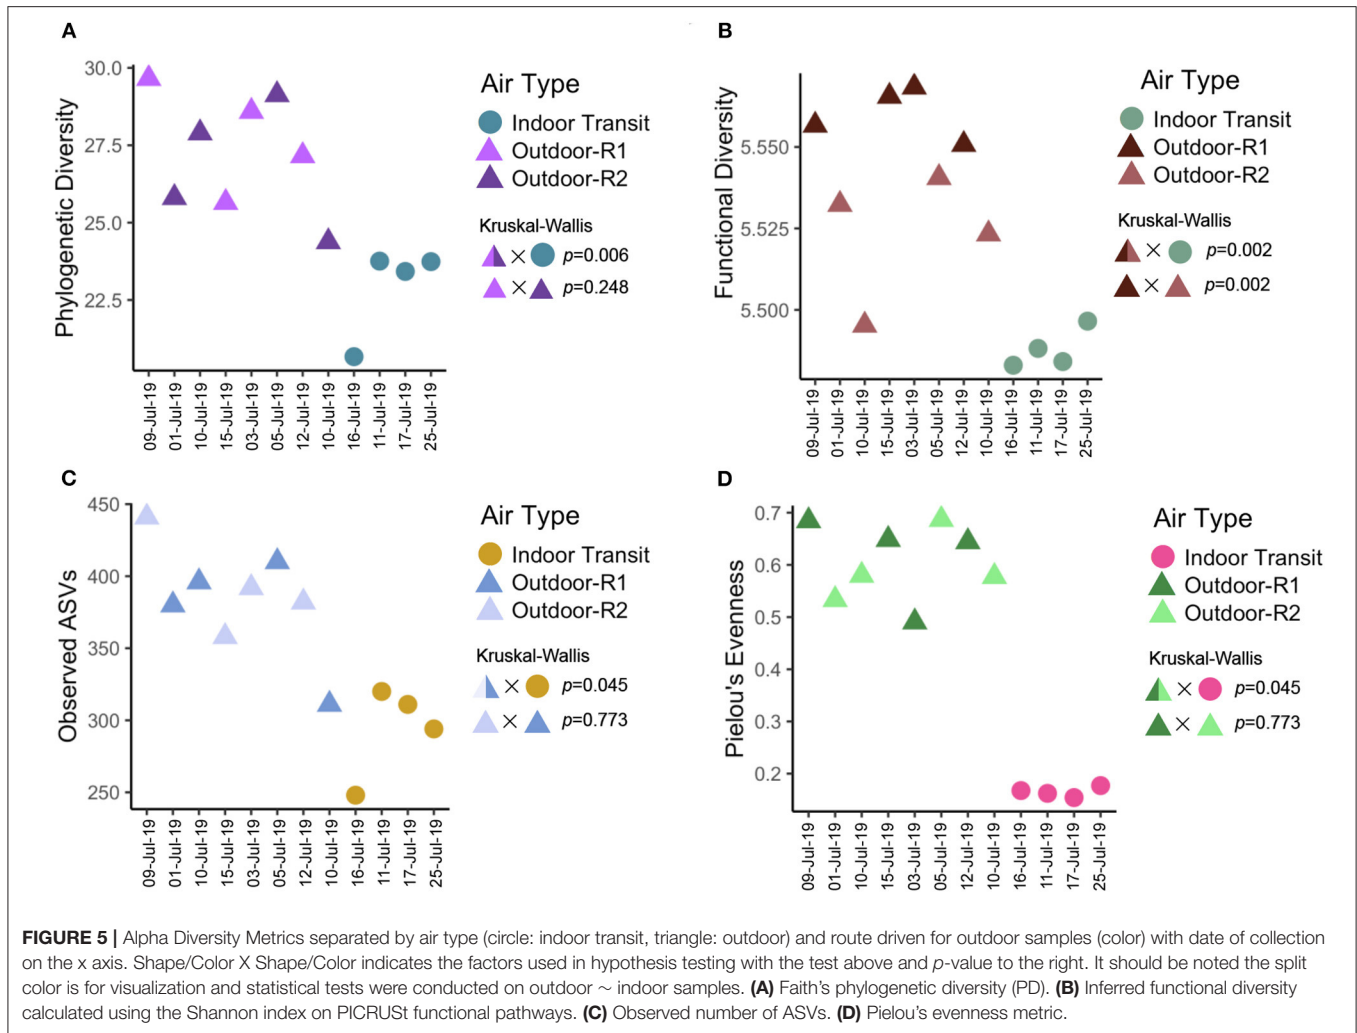 A
Phylogenetic Diversity
30.0
27.5
25.0
22.5
09-Jul-19
01-Jul-19
10-Jul-19
15-Jul-19
03-Jul-19
05-Jul-19
12-Jul-19
10-Jul-19
16-Jul-19
11-Jul-19
17-Jul-19
25-Jul-19
Air Type
Indoor Transit
Outdoor-R1
Outdoor-R2
Kruskal-Wallis
× p=0.006
× p=0.248
B
Functional Diversity
5.550
5.525
5.500
09-Jul-19
01-Jul-19
10-Jul-19
15-Jul-19
03-Jul-19
05-Jul-19
12-Jul-19
10-Jul-19
16-Jul-19
11-Jul-19
17-Jul-19
25-Jul-19
Air Type
Indoor Transit
Outdoor-R1
Outdoor-R2
Kruskal-Wallis
× p=0.002
× p=0.002
C
Observed ASVs
450
400
350
300
250
09-Jul-19
01-Jul-19
10-Jul-19
15-Jul-19
03-Jul-19
05-Jul-19
12-Jul-19
10-Jul-19
16-Jul-19
11-Jul-19
17-Jul-19
25-Jul-19
Air Type
Indoor Transit
Outdoor-R1
Outdoor-R2
Kruskal-Wallis
× p=0.045
× p=0.773
D
Pielou's Evenness
0.7
0.6
0.5
0.4
0.3
0.2
09-Jul-19
01-Jul-19
10-Jul-19
15-Jul-19
03-Jul-19
05-Jul-19
12-Jul-19
10-Jul-19
16-Jul-19
11-Jul-19
17-Jul-19
25-Jul-19
Air Type
Indoor Transit
Outdoor-R1
Outdoor-R2
Kruskal-Wallis
× p=0.045
× p=0.773
FIGURE 5 | Alpha Diversity Metrics separated by air type (circle: indoor transit, triangle: outdoor) and route driven for outdoor samples (color) with date of collection
on the x axis. Shape/Color X Shape/Color indicates the factors used in hypothesis testing with the test above and p-value to the right. It should be noted the split
color is for visualization and statistical tests were conducted on outdoor ∼ indoor samples. (A) Faith's phylogenetic diversity (PD). (B) Inferred functional diversity
calculated using the Shannon index on PICRUSt functional pathways. (C) Observed number of ASVs. (D) Pielou's evenness metric.